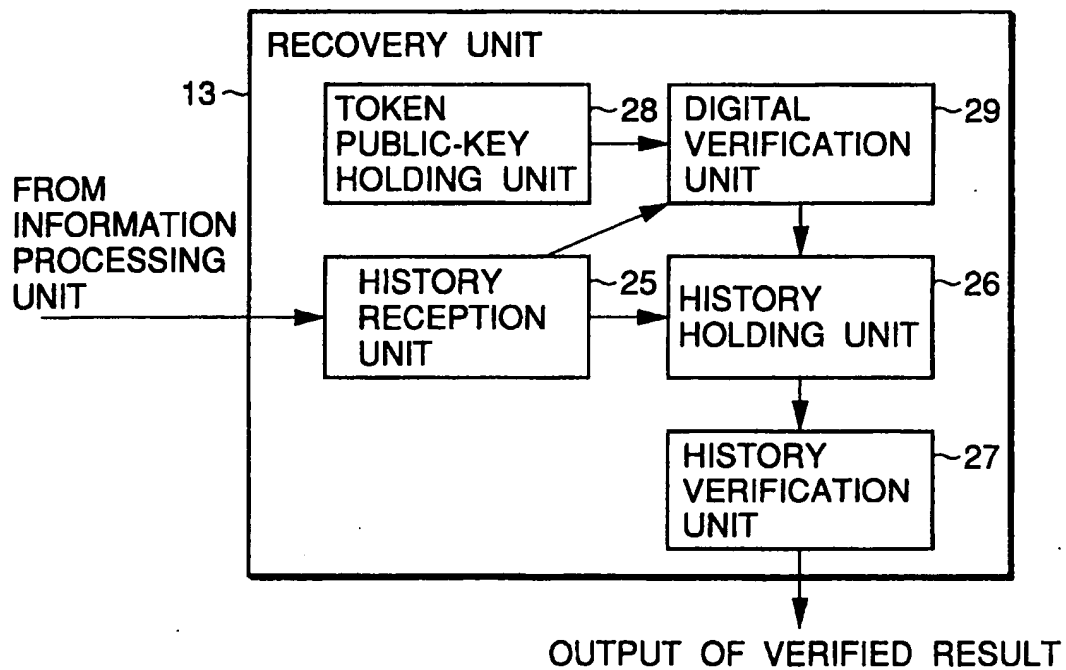 RECOVERY UNIT
13
TOKEN
PUBLIC-KEY
HOLDING UNIT
28
DIGITAL
VERIFICATION
UNIT
29
FROM
INFORMATION
PROCESSING
UNIT
HISTORY
RECEPTION
UNIT
25
HISTORY
HOLDING UNIT
26
HISTORY
VERIFICATION
UNIT
27
OUTPUT OF VERIFIED RESULT